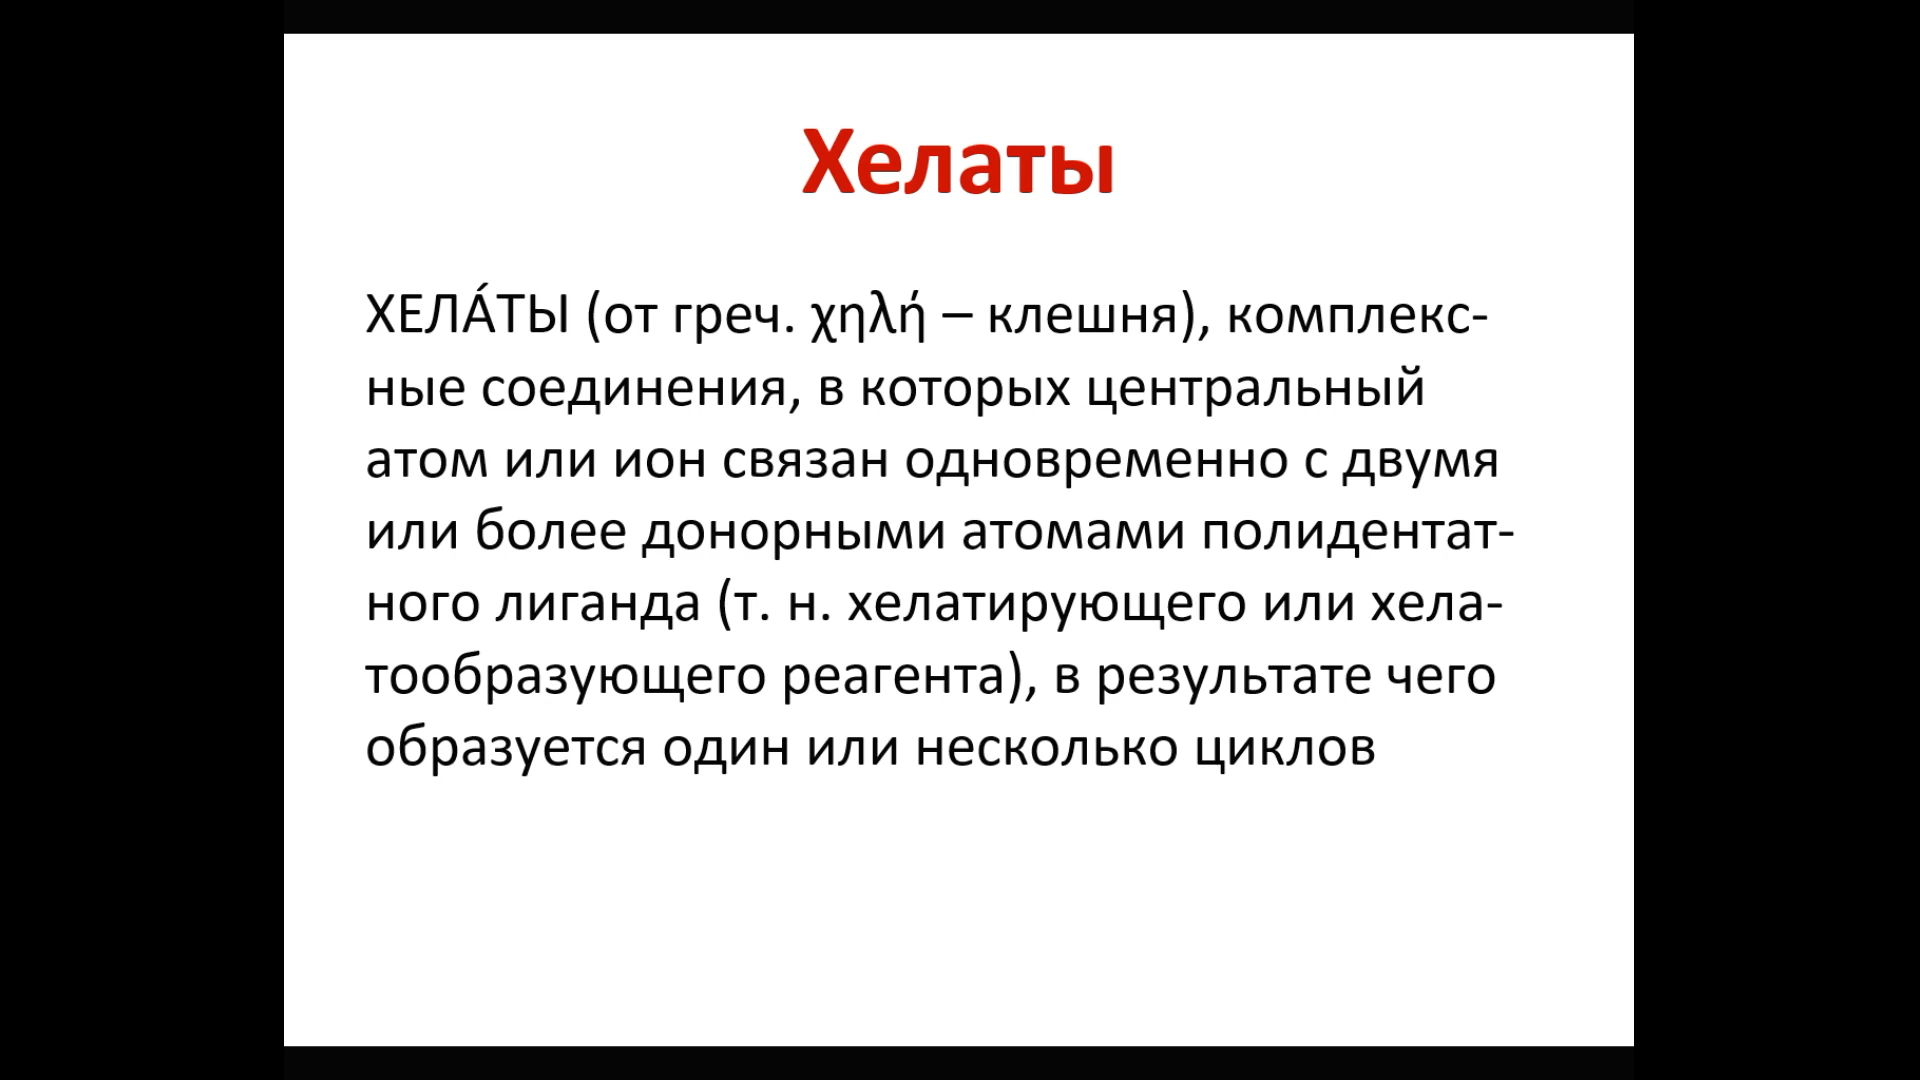 Хелаты
ХЕЛА́ТЫ (от греч. χηλή – клешня), комплекс-
ные соединения, в которых центральный
атом или ион связан одновременно с двумя
или более донорными атомами полидентат-
ного лиганда (т. н. хелатирующего или хела-
тообразующего реагента), в результате чего
образуется один или несколько циклов